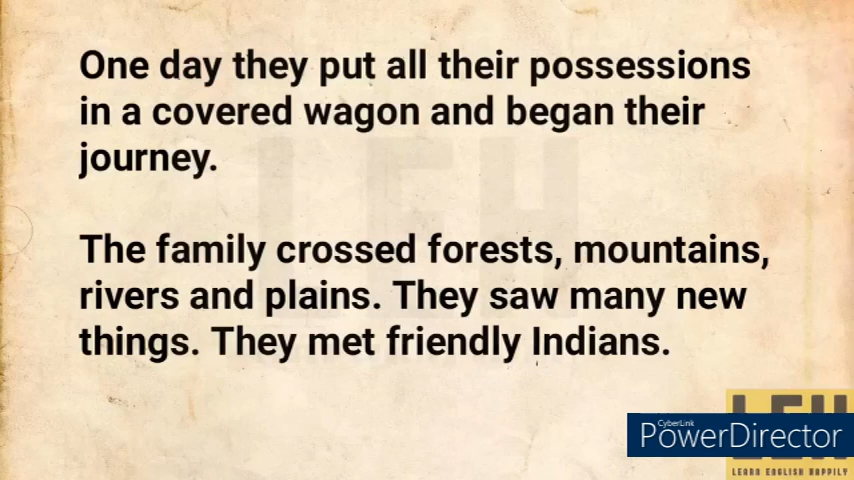 One day they put all their possessions
in a covered wagon and began their
journey.
The family crossed forests, mountains,
rivers and plains. They saw many new
things. They met friendly Indians.
LEH
CyberLink
PowerDirector
LEH
LEARN ENGLISH HAPPILY